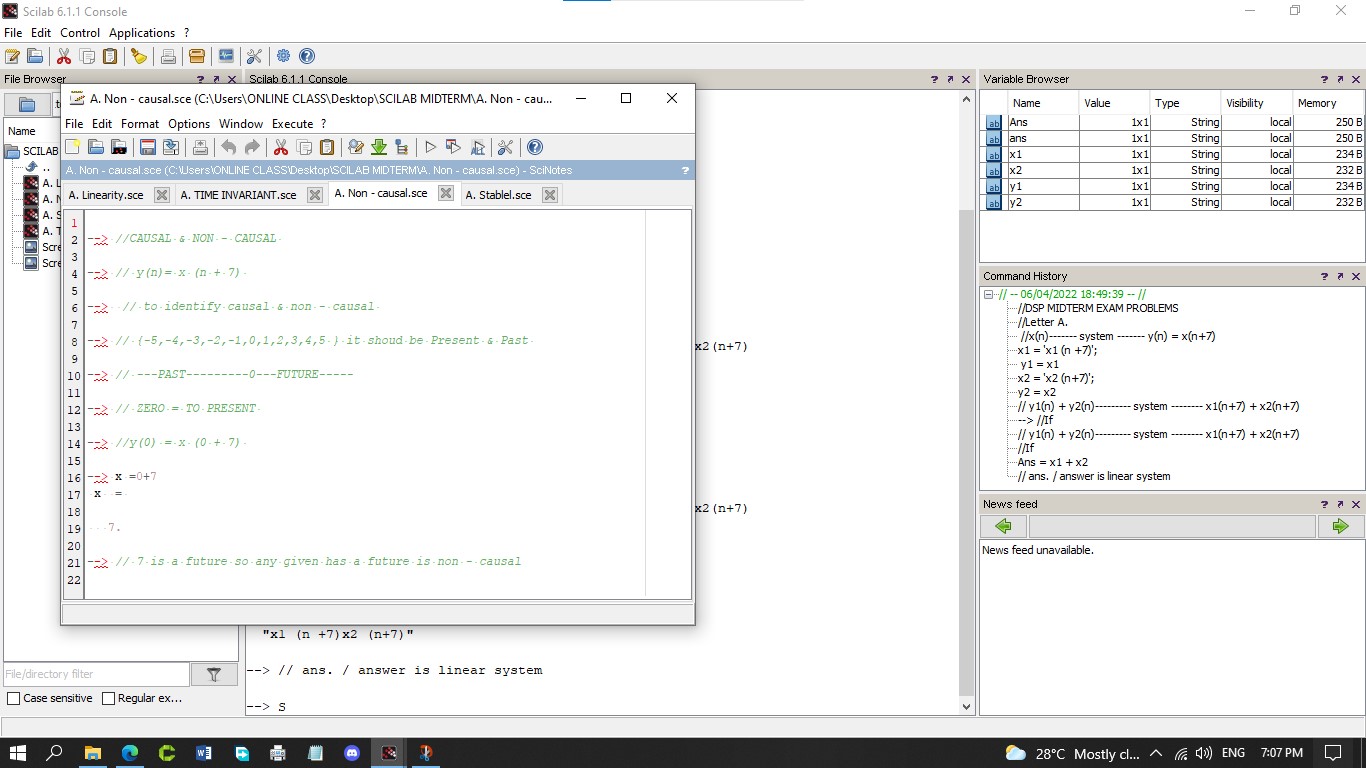 Scilab 6.1.1 Console
File Edit Control Applications ?
File Browser ? ↗ ✕
Name
SCILAB
..
A. L
A. N
A. S
A. T
Scre
Scre
File/directory filter
Case sensitive Regular ex...
Scilab 6.1.1 Console
x2(n+7)
x2(n+7)
"x1 (n +7)x2 (n+7)"
--> // ans. / answer is linear system
--> S
A. Non - causal.sce (C:\Users\ONLINE CLASS\Desktop\SCILAB MIDTERM\A. Non - cau...
File Edit Format Options Window Execute ?
A. Non - causal.sce (C:\Users\ONLINE CLASS\Desktop\SCILAB MIDTERM\A. Non - causal.sce) - SciNotes ?
A. Linearity.sce A. TIME INVARIANT.sce A. Non - causal.sce A. Stablel.sce
1
2 --> //CAUSAL & NON - CAUSAL
3
4 --> // y(n)= x (n + 7)
5
6 --> // to identify causal & non - causal
7
8 --> // {-5,-4,-3,-2,-1,0,1,2,3,4,5 } it shoud be Present & Past
9
10 --> // ---PAST---------0---FUTURE-----
11
12 --> // ZERO = TO PRESENT
13
14 --> //y(0) = x (0 + 7)
15
16 --> x =0+7
17 x =
18
19 7.
20
21 --> // 7 is a future so any given has a future is non - causal
22
Variable Browser
Name Value Type Visibility Memory
Ans 1x1 String local 250 B
ans 1x1 String local 250 B
x1 1x1 String local 234 B
x2 1x1 String local 232 B
y1 1x1 String local 234 B
y2 1x1 String local 232 B
Command History
// -- 06/04/2022 18:49:39 -- //
//DSP MIDTERM EXAM PROBLEMS
//Letter A.
//x(n)------- system ------- y(n) = x(n+7)
x1 = 'x1 (n +7)';
y1 = x1
x2 = 'x2 (n+7)';
y2 = x2
// y1(n) + y2(n)--------- system -------- x1(n+7) + x2(n+7)
--> //If
// y1(n) + y2(n)--------- system -------- x1(n+7) + x2(n+7)
//If
Ans = x1 + x2
// ans. / answer is linear system
News feed
News feed unavailable.
28°C Mostly cl... ENG 7:07 PM